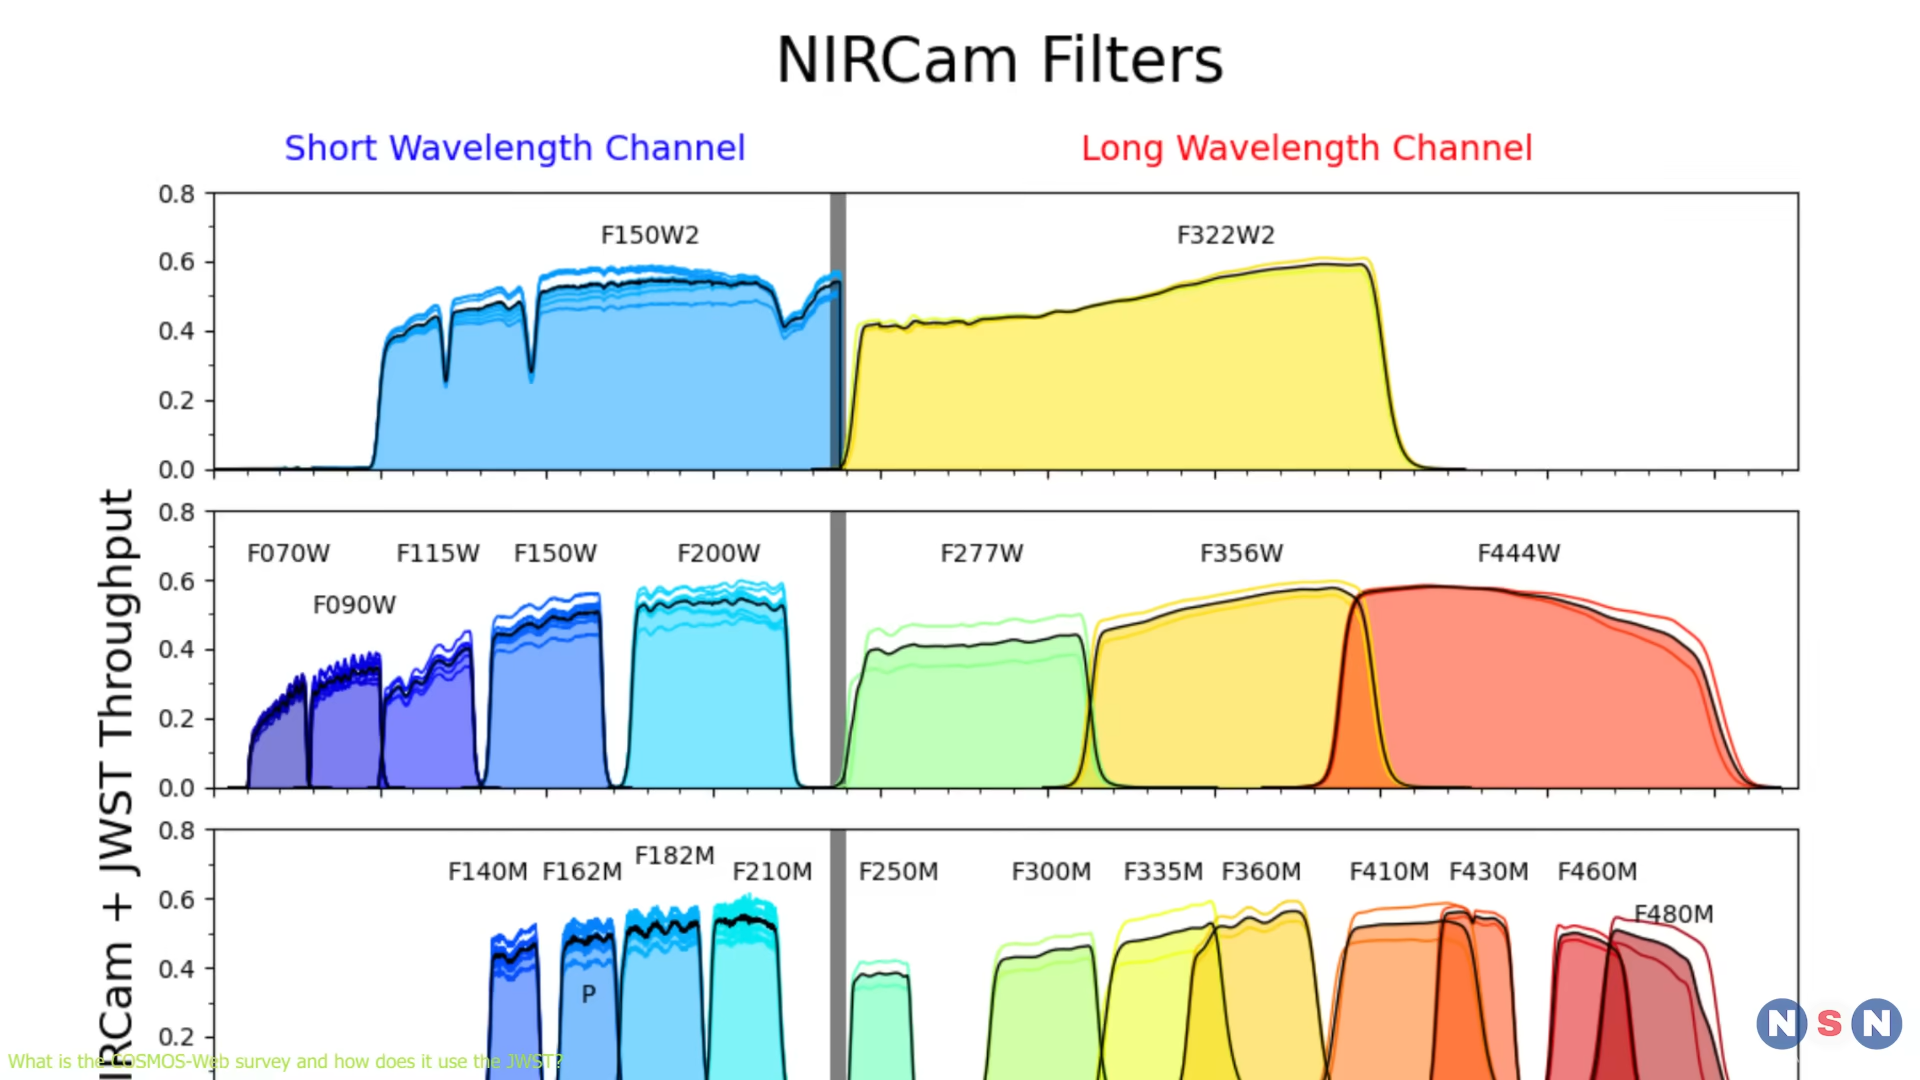 NIRCam Filters
Short Wavelength Channel
Long Wavelength Channel
0.8
F150W2
F322W2
0.6
0.4
0.2
0.0
0.8
F070W
F115W
F150W
F200W
F277W
F356W
F444W
0.6
F090W
0.4
0.2
0.0
0.8
F140M
F162M
F182M
F210M
F250M
F300M
F335M
F360M
F410M
F430M
F460M
0.6
F480M
0.4
P
0.2
IRCam + JWST Throughput
N S N
What is the COSMOS-Web survey and how does it use the JWST?